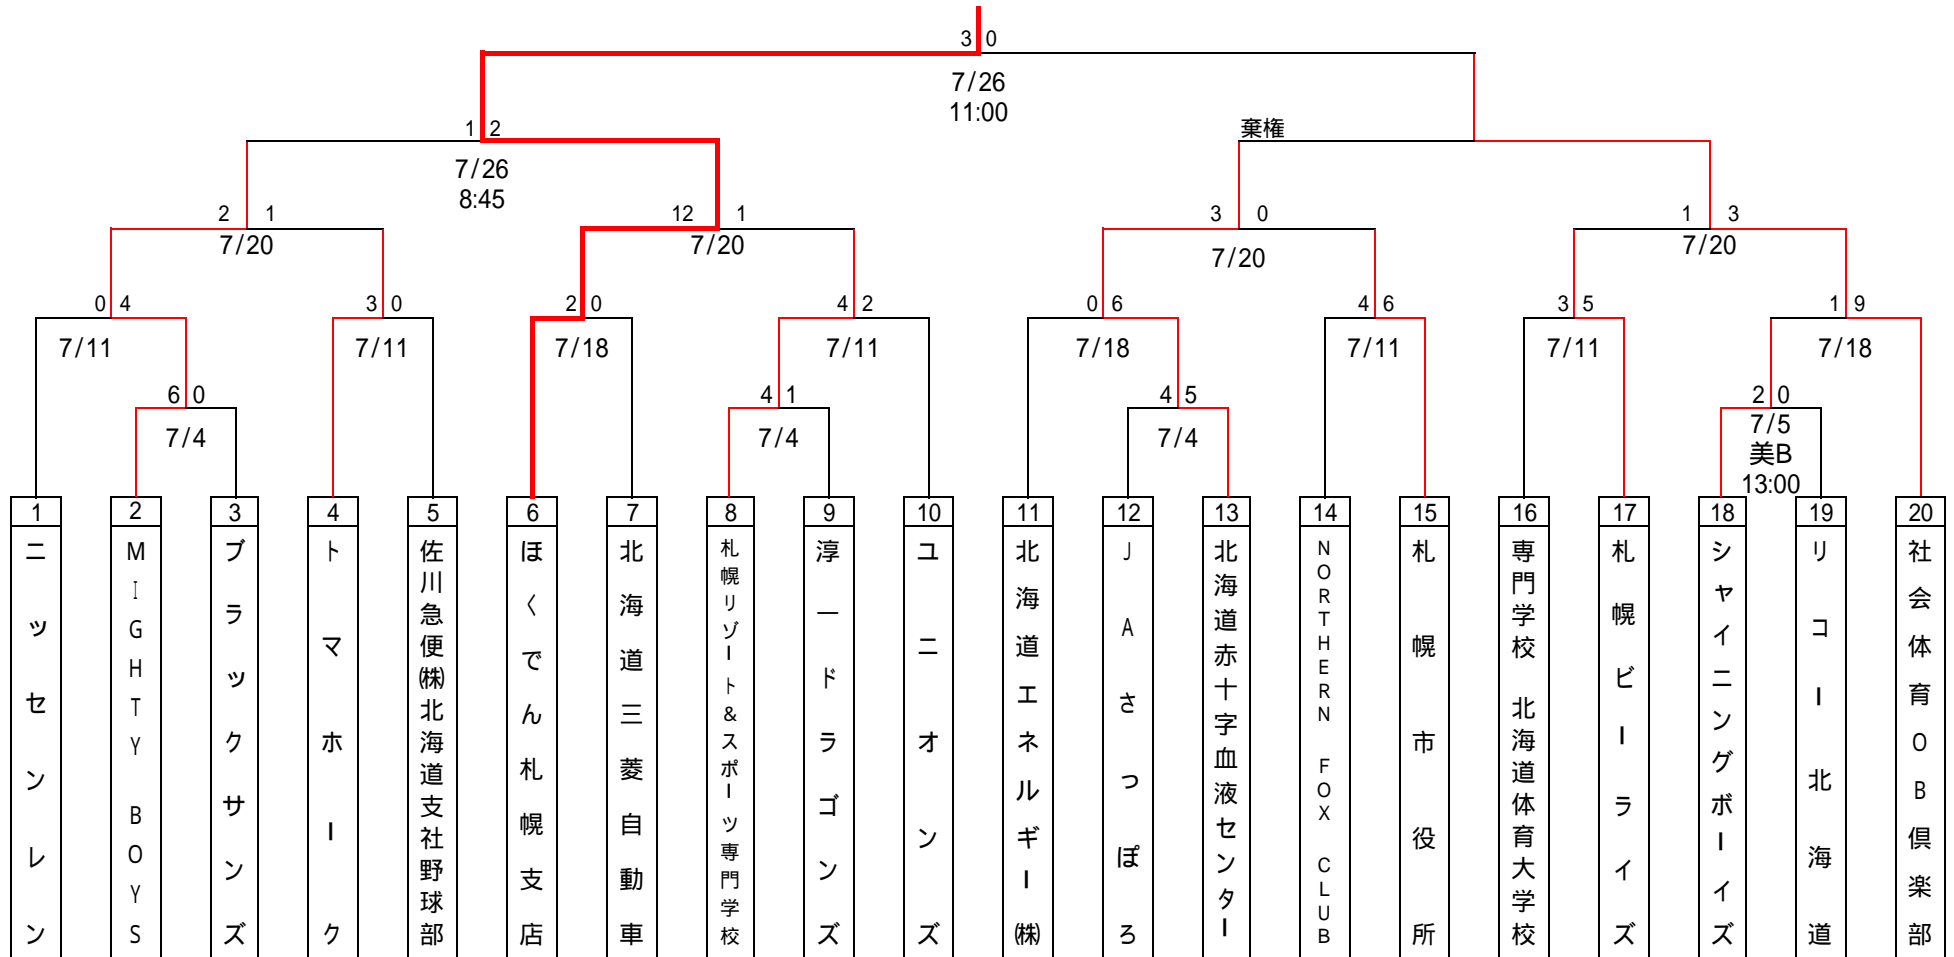 3 0
7/26
11:00
1 2
棄権
7/26
8:45
2 1
12 1
3 0
1 3
7/20
7/20
7/20
7/20
0 4
3 0
2 0
4 2
0 6
4 6
3 5
1 9
7/11
7/11
7/18
7/11
7/18
7/11
7/11
7/18
6 0
4 1
4 5
2 0
7/4
7/4
7/4
7/5
美B
13:00
1
ニッセンレン
2
MIGHTY BOYS
3
ブラックサンズ
4
トマホーク
5
佐川急便㈱北海道支社野球部
6
ほくでん札幌支店
7
北海道三菱自動車
8
札幌リゾート&スポーツ専門学校
9
淳一ドラゴンズ
10
ユニオンズ
11
北海道エネルギー㈱
12
JAさっぽろ
13
北海道赤十字血液センター
14
NORTHERN FOX CLUB
15
札幌市役所
16
専門学校 北海道体育大学校
17
札幌ビーライズ
18
シャイニングボーイズ
19
リコー北海道
20
社会体育OB倶楽部